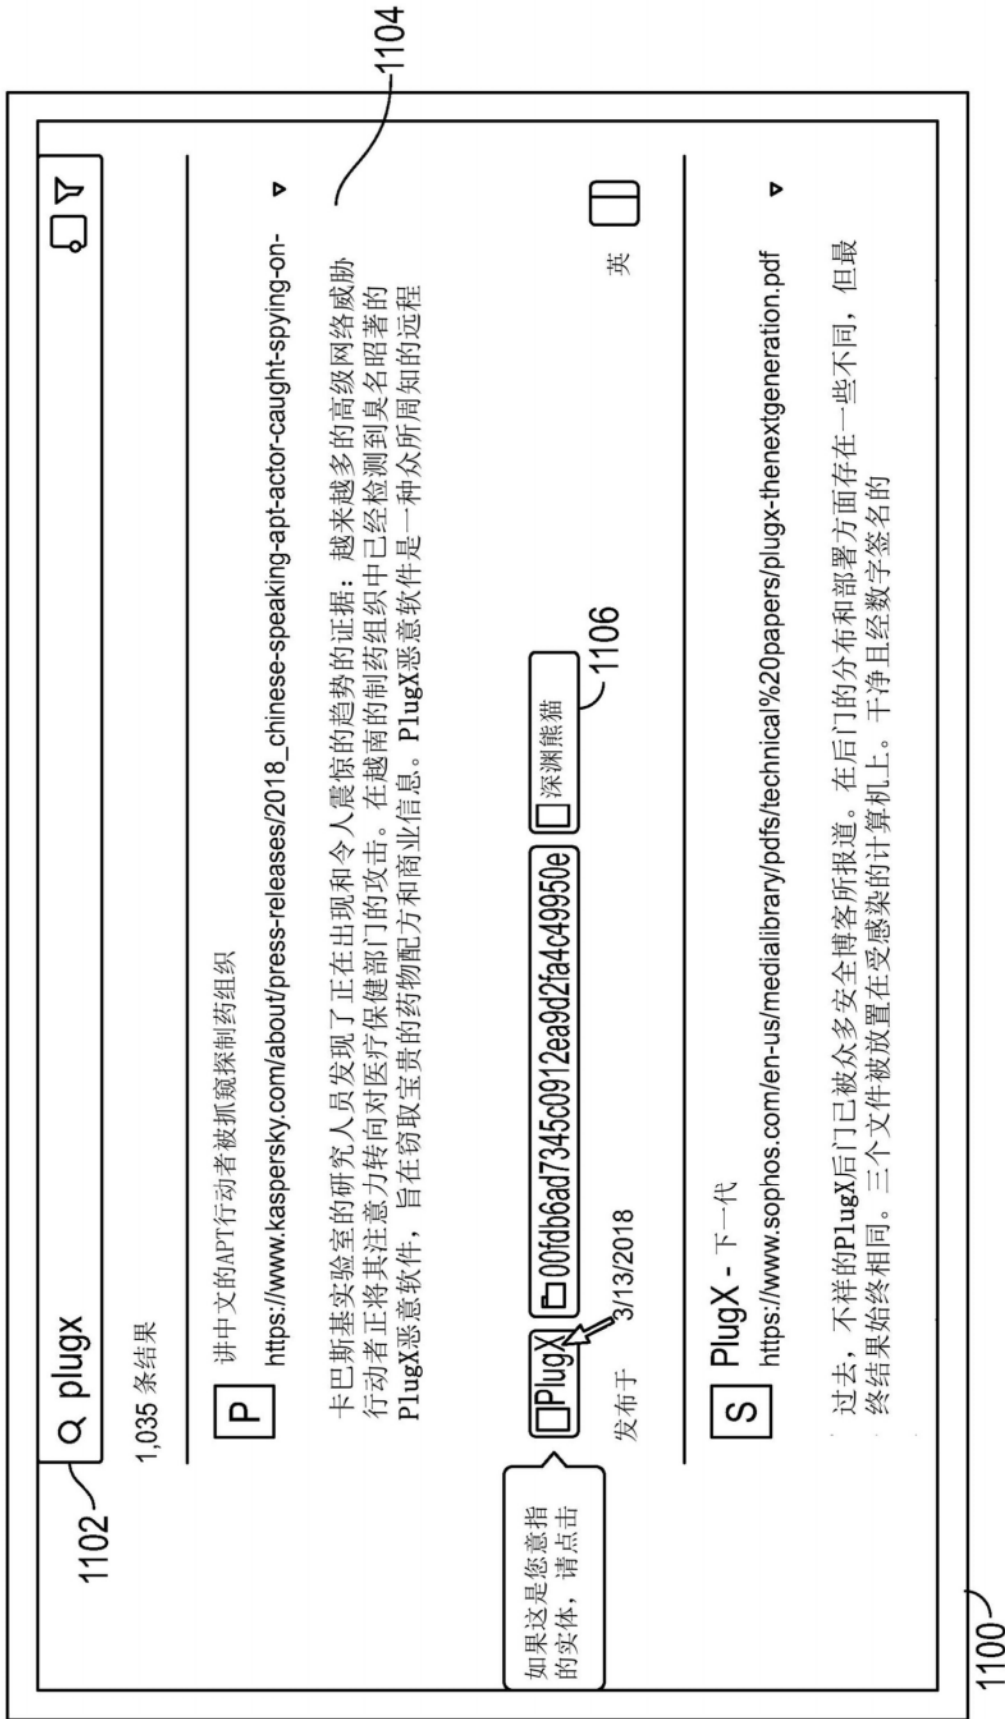 plugx
1102
1,035 条结果
P
讲中文的APT行动者被抓窥探制药组织
https://www.kaspersky.com/about/press-releases/2018_chinese-speaking-apt-actor-caught-spying-on-
1104
卡巴斯基实验室的研究人员发现了正在出现和令人震惊的趋势的证据：越来越多的高级网络威胁
行动者正将其注意力转向对医疗保健部门的攻击。在越南的制药组织中已经检测到臭名昭著的
PlugX恶意软件，旨在窃取宝贵的药物配方和商业信息。PlugX恶意软件是一种众所周知的远程
如果这是您意指
的实体，请点击
PlugX
00fdb6ad7345c0912ea9d2fa4c49950e
深渊熊猫
1106
发布于 3/13/2018
英
S
PlugX - 下一代
https://www.sophos.com/en-us/medialibrary/pdfs/technical%20papers/plugx-thenextgeneration.pdf
过去，不祥的PlugX后门已被众多安全博客所报道。在后门的分布和部署方面存在一些不同，但最
终结果始终相同。三个文件被放置在受感染的计算机上。干净且经数字签名的
1100